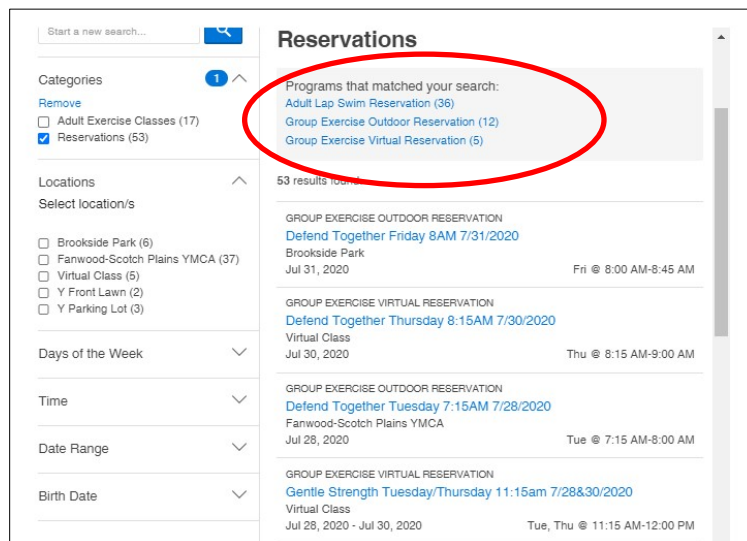 Start a new search...
Categories 1
Remove
Adult Exercise Classes (17)
Reservations (53)
Locations
Select location/s
Brookside Park (6)
Fanwood-Scotch Plains YMCA (37)
Virtual Class (5)
Y Front Lawn (2)
Y Parking Lot (3)
Days of the Week
Time
Date Range
Birth Date
Reservations
Programs that matched your search:
Adult Lap Swim Reservation (36)
Group Exercise Outdoor Reservation (12)
Group Exercise Virtual Reservation (5)
53 results found
GROUP EXERCISE OUTDOOR RESERVATION
Defend Together Friday 8AM 7/31/2020
Brookside Park
Jul 31, 2020 Fri @ 8:00 AM-8:45 AM
GROUP EXERCISE VIRTUAL RESERVATION
Defend Together Thursday 8:15AM 7/30/2020
Virtual Class
Jul 30, 2020 Thu @ 8:15 AM-9:00 AM
GROUP EXERCISE OUTDOOR RESERVATION
Defend Together Tuesday 7:15AM 7/28/2020
Fanwood-Scotch Plains YMCA
Jul 28, 2020 Tue @ 7:15 AM-8:00 AM
GROUP EXERCISE VIRTUAL RESERVATION
Gentle Strength Tuesday/Thursday 11:15am 7/28&30/2020
Virtual Class
Jul 28, 2020 - Jul 30, 2020 Tue, Thu @ 11:15 AM-12:00 PM